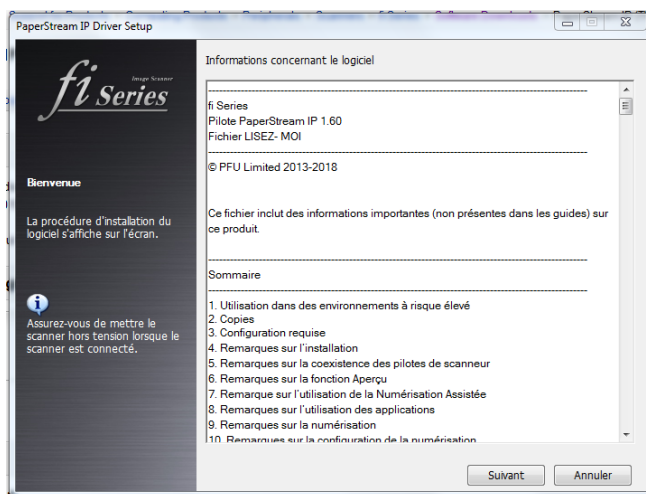 PaperStream IP Driver Setup
Image Scanner
fi Series
Bienvenue
La procédure d'installation du
logiciel s'affiche sur l'écran.
Assurez-vous de mettre le
scanner hors tension lorsque le
scanner est connecté.
Informations concernant le logiciel
fi Series
Pilote PaperStream IP 1.60
Fichier LISEZ- MOI
© PFU Limited 2013-2018
Ce fichier inclut des informations importantes (non présentes dans les guides) sur
ce produit.
Sommaire
1. Utilisation dans des environnements à risque élevé
2. Copies
3. Configuration requise
4. Remarques sur l'installation
5. Remarques sur la coexistence des pilotes de scanneur
6. Remarques sur la fonction Aperçu
7. Remarque sur l'utilisation de la Numérisation Assistée
8. Remarques sur l'utilisation des applications
9. Remarques sur la numérisation
10. Remarques sur la configuration de la numérisation
Suivant
Annuler